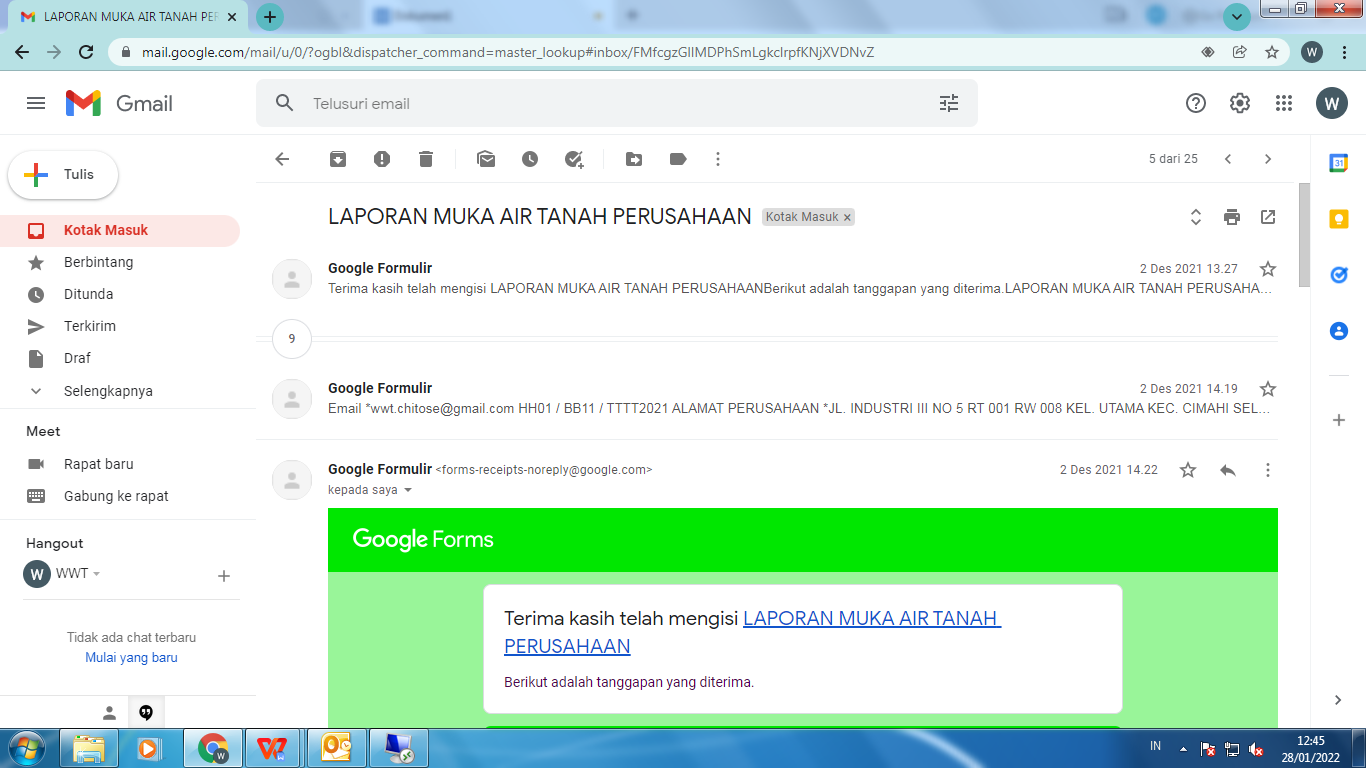 LAPORAN MUKA AIR TANAH PER
mail.google.com/mail/u/0/?ogbl&dispatcher_command=master_lookup#inbox/FMfcgzGllMDPhSmLgkclrpfKNjXVDNvZ
W
Gmail
Telusuri email
W
Tulis
5 dari 25
31
LAPORAN MUKA AIR TANAH PERUSAHAAN
Kotak Masuk ×
Kotak Masuk
Berbintang
Ditunda
Terkirim
Draf
Selengkapnya
Google Formulir
2 Des 2021 13.27
Terima kasih telah mengisi LAPORAN MUKA AIR TANAH PERUSAHAANBerikut adalah tanggapan yang diterima.LAPORAN MUKA AIR TANAH PERUSAHA...
9
Google Formulir
2 Des 2021 14.19
Email *wwt.chitose@gmail.com HH01 / BB11 / TTTT2021 ALAMAT PERUSAHAAN *JL. INDUSTRI III NO 5 RT 001 RW 008 KEL. UTAMA KEC. CIMAHI SEL...
Meet
Rapat baru
Gabung ke rapat
Google Formulir <forms-receipts-noreply@google.com>
2 Des 2021 14.22
kepada saya
Google Forms
Hangout
W
WWT
Terima kasih telah mengisi LAPORAN MUKA AIR TANAH
PERUSAHAAN
Berikut adalah tanggapan yang diterima.
Tidak ada chat terbaru
Mulai yang baru
IN
12:45
28/01/2022